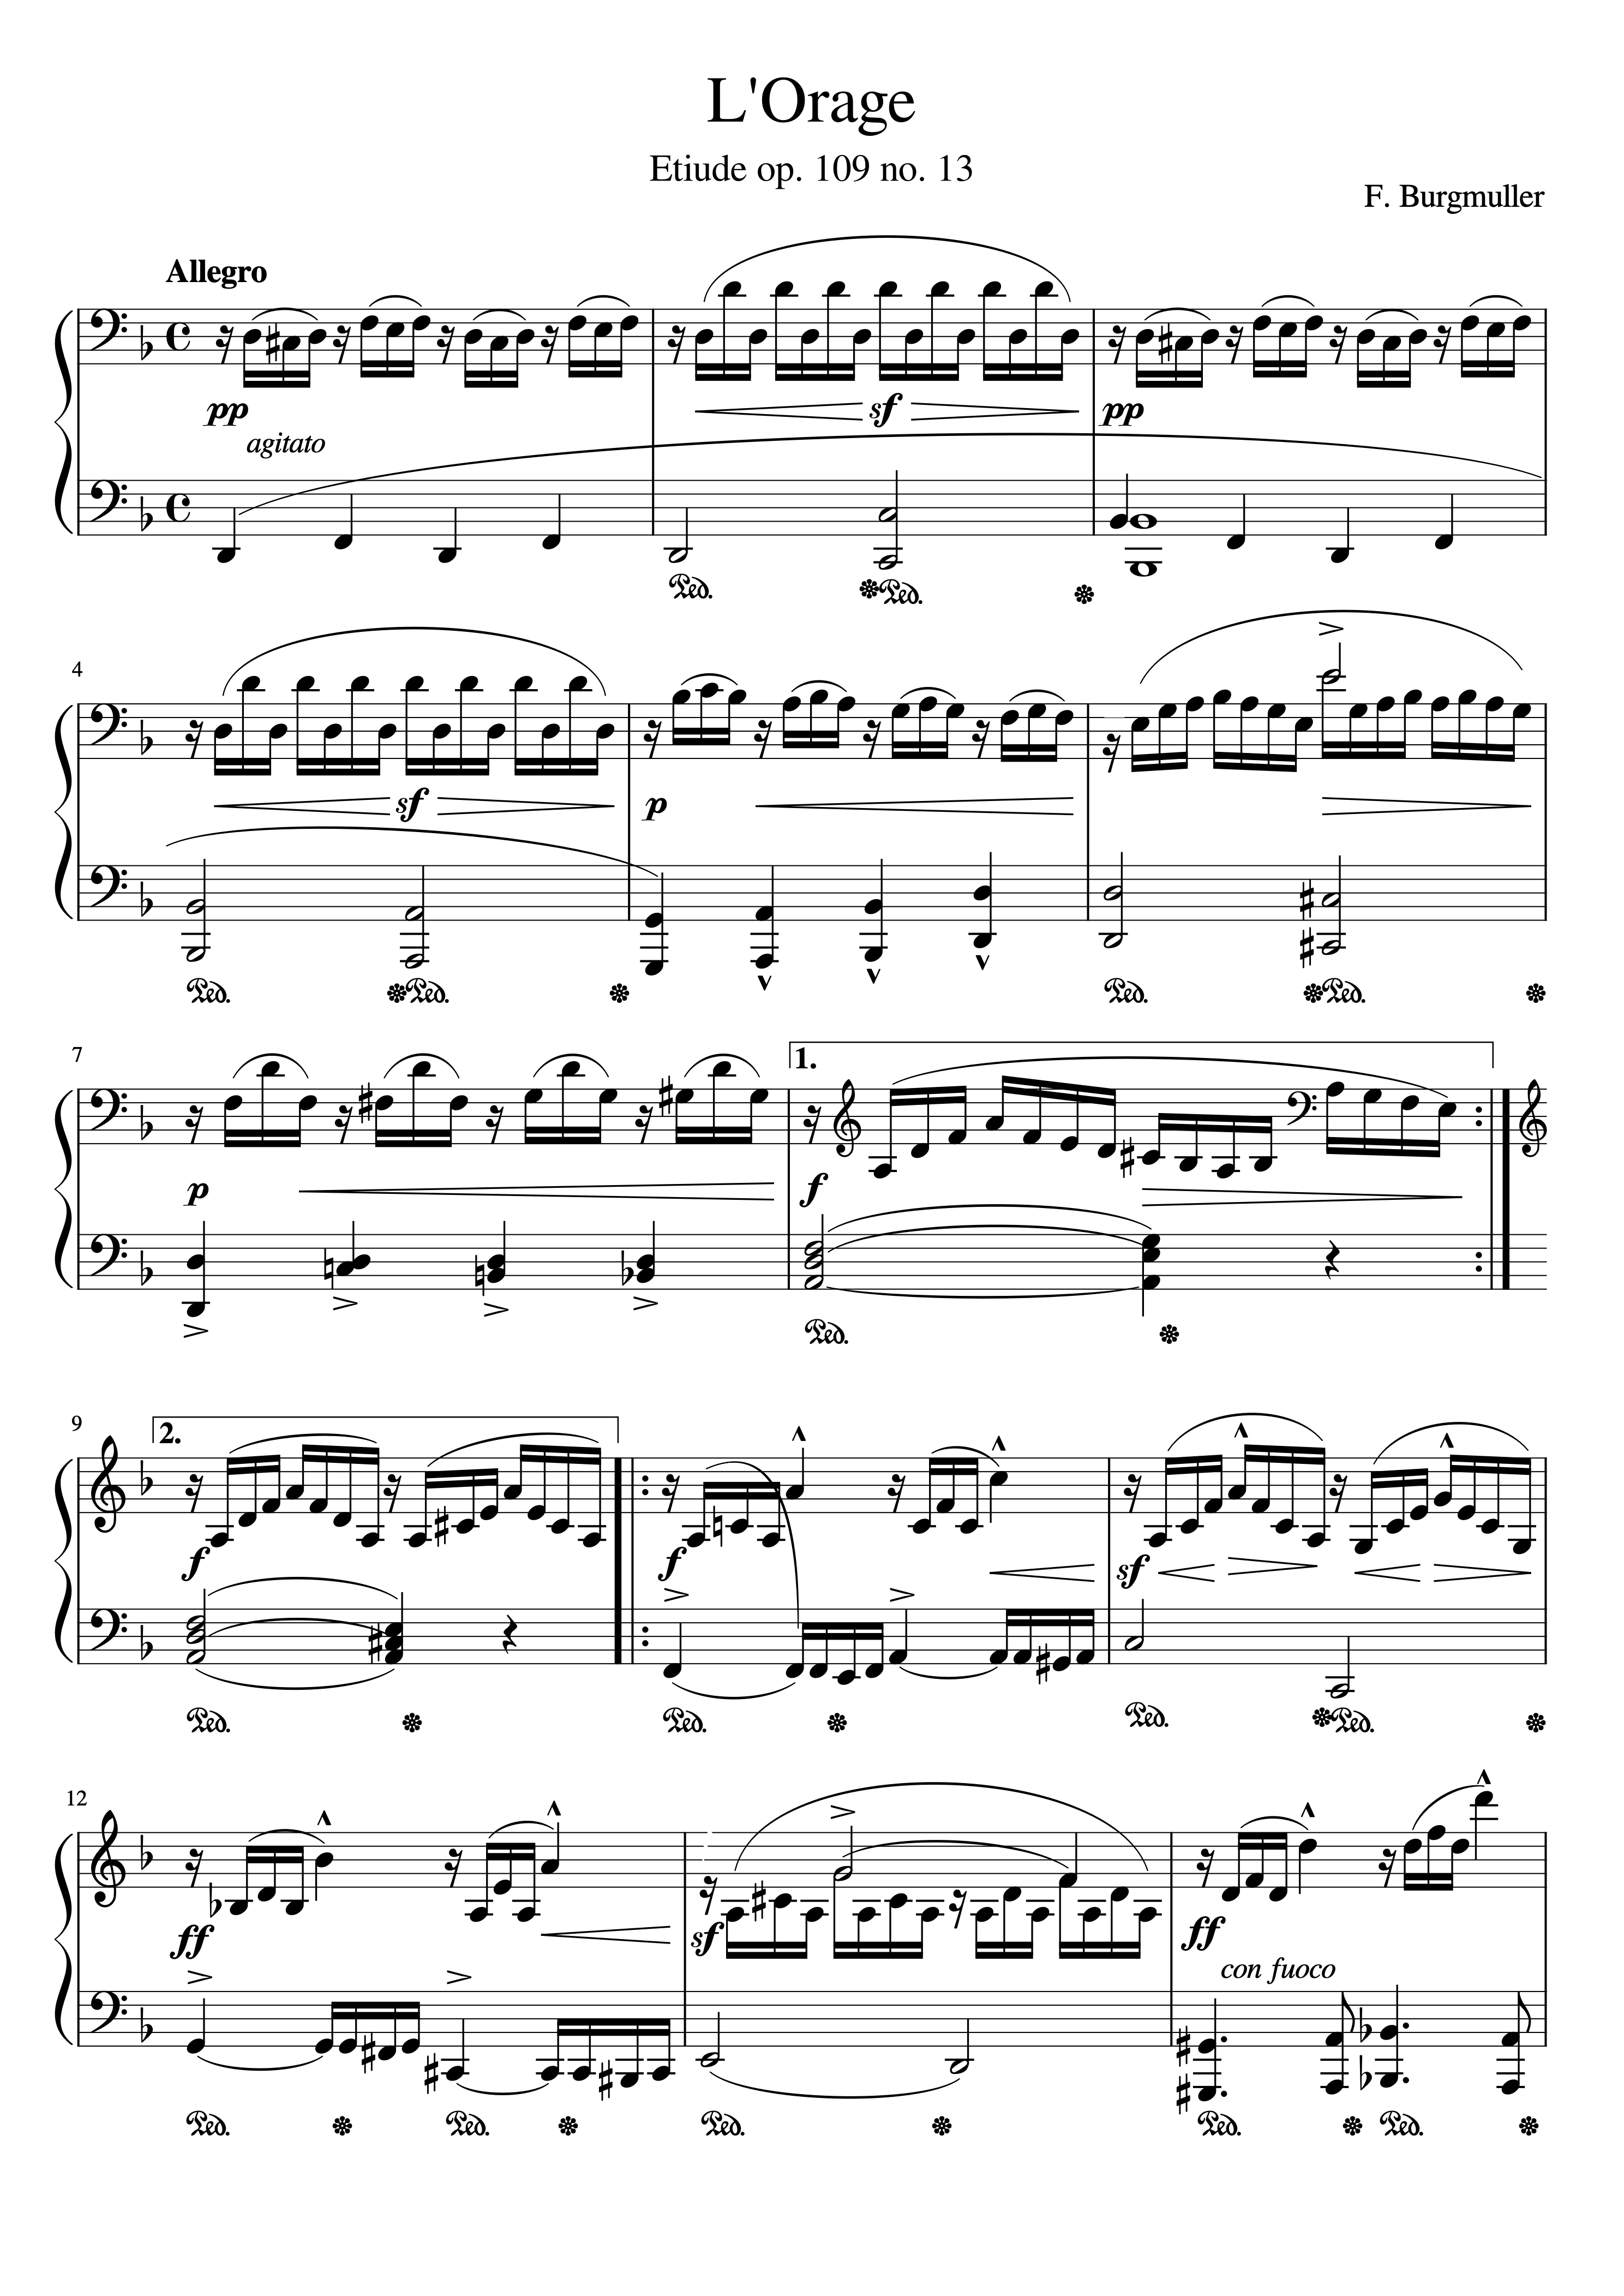 L'Orage
Etiude op. 109 no. 13
F. Burgmuller
Allegro
pp
sf
pp
agitato
Ped. Ped.
4
sf
p
Ped. Ped. Ped. Ped.
7
1.
p
f
Ped.
9
2.
f
f
sf
Ped. Ped. Ped. Ped.
12
ff
sf
ff
con fuoco
Ped. Ped. Ped. Ped. Ped.